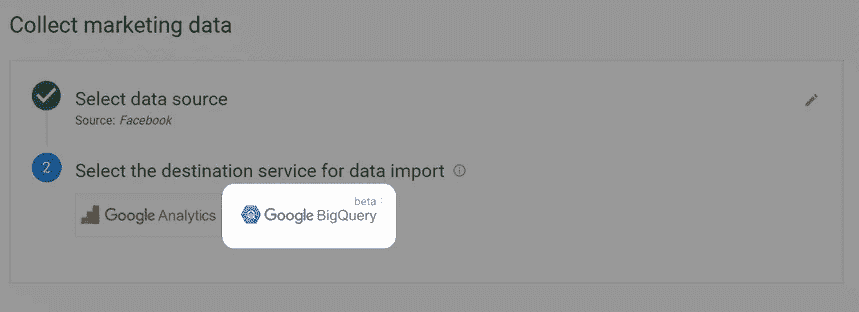 Collect marketing data
Select data source
Source: Facebook
2
Select the destination service for data import
Google Analytics
beta
Google BigQuery